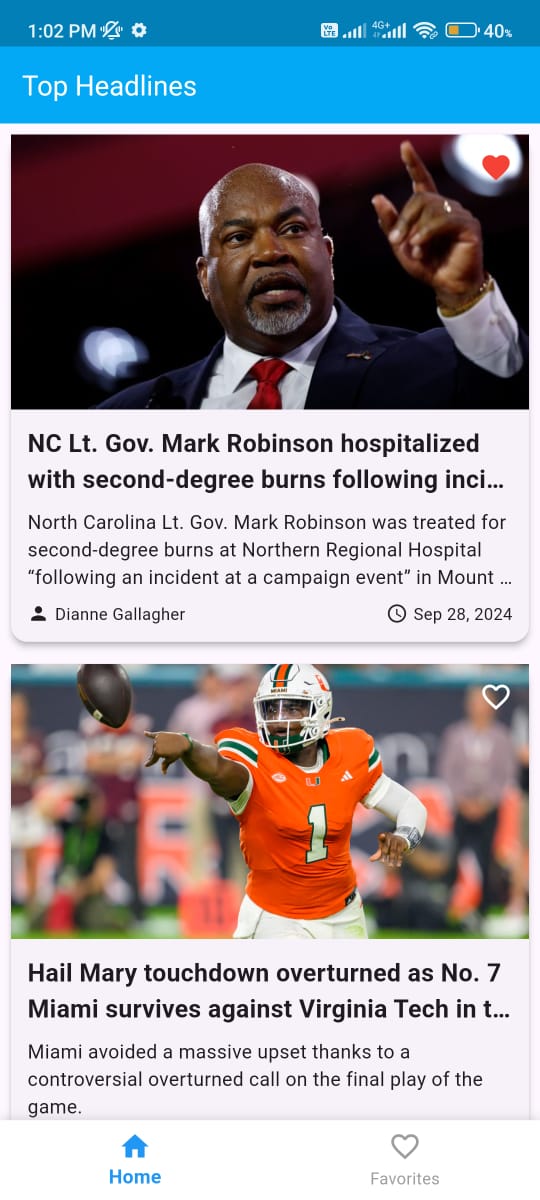 1:02 PM
Vo
LTE
4G+
40%
Top Headlines
NC Lt. Gov. Mark Robinson hospitalized
with second-degree burns following inci…
North Carolina Lt. Gov. Mark Robinson was treated for
second-degree burns at Northern Regional Hospital
“following an incident at a campaign event” in Mount …
Dianne Gallagher
Sep 28, 2024
MIAMI
U
1
Hail Mary touchdown overturned as No. 7
Miami survives against Virginia Tech in t…
Miami avoided a massive upset thanks to a
controversial overturned call on the final play of the
game.
Home
Favorites